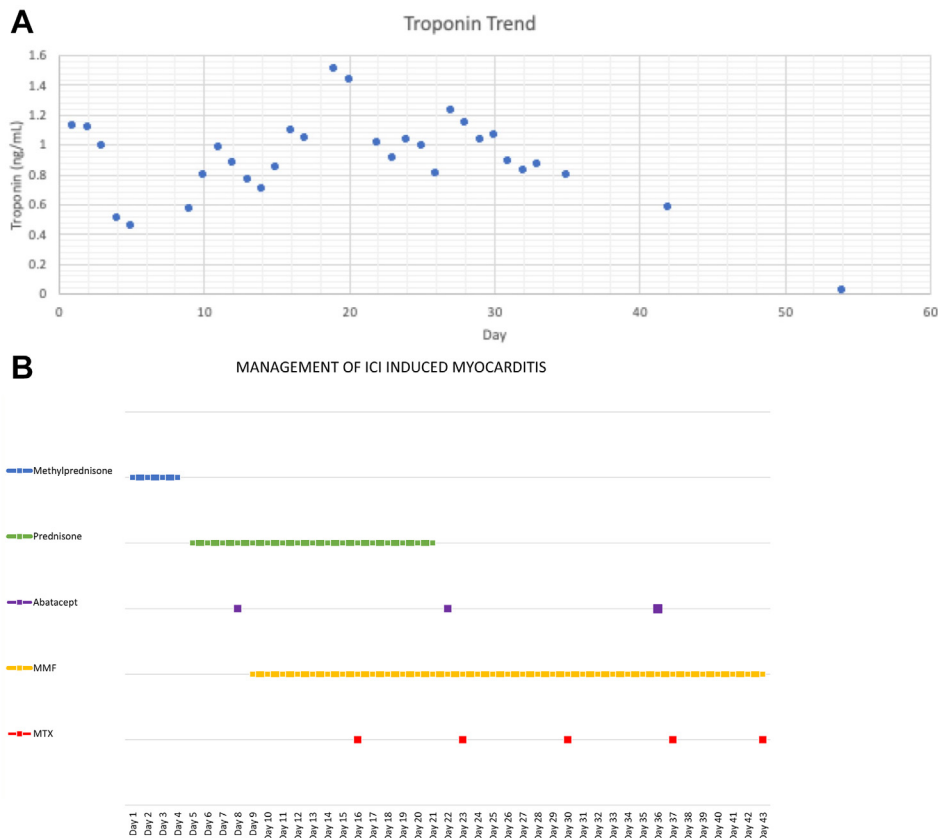 A
Troponin Trend
1.6
1.4
1.2
1
0.8
0.6
0.4
0.2
0
Troponin (ng/mL)
0 10 20 30 40 50 60
Day
B
MANAGEMENT OF ICI INDUCED MYOCARDITIS
Methylprednisone
Prednisone
Abatacept
MMF
MTX
Day 1
Day 2
Day 3
Day 4
Day 5
Day 6
Day 7
Day 8
Day 9
Day 10
Day 11
Day 12
Day 13
Day 14
Day 15
Day 16
Day 17
Day 18
Day 19
Day 20
Day 21
Day 22
Day 23
Day 24
Day 25
Day 26
Day 27
Day 28
Day 29
Day 30
Day 31
Day 32
Day 33
Day 34
Day 35
Day 36
Day 37
Day 38
Day 39
Day 40
Day 41
Day 42
Day 43